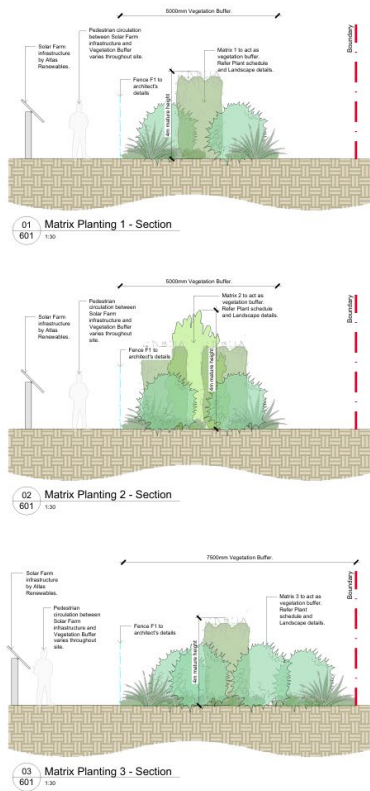 5000mm Vegetation Buffer.
Solar Farm
infrastructure
by Atlas
Renewables.
Pedestrian
circulation
between Solar Farm
infrastructure and
Vegetation Buffer
varies throughout site.
Fence F1 to
architect's
details
Matrix 1 to act as
vegetation buffer.
Refer Plant schedule
and Landscape details.
4m mature height
Boundary
01
601
Matrix Planting 1 - Section
1:30
5000mm Vegetation Buffer.
Solar Farm
infrastructure
by Atlas
Renewables.
Pedestrian
circulation
between
Solar Farm
infrastructure and
Vegetation Buffer
varies throughout
site.
Fence F1 to
architect's details
Matrix 2 to act as
vegetation buffer.
Refer Plant schedule
and Landscape details.
4m mature height
Boundary
02
601
Matrix Planting 2 - Section
1:30
7500mm Vegetation Buffer.
Solar Farm
infrastructure
by Atlas
Renewables.
Pedestrian
circulation between
Solar Farm
infrastructure and
Vegetation Buffer
varies throughout
site.
Fence F1 to
architect's details
Matrix 3 to act as
vegetation buffer.
Refer Plant
schedule and
Landscape details.
4m mature height
Boundary
03
601
Matrix Planting 3 - Section
1:30